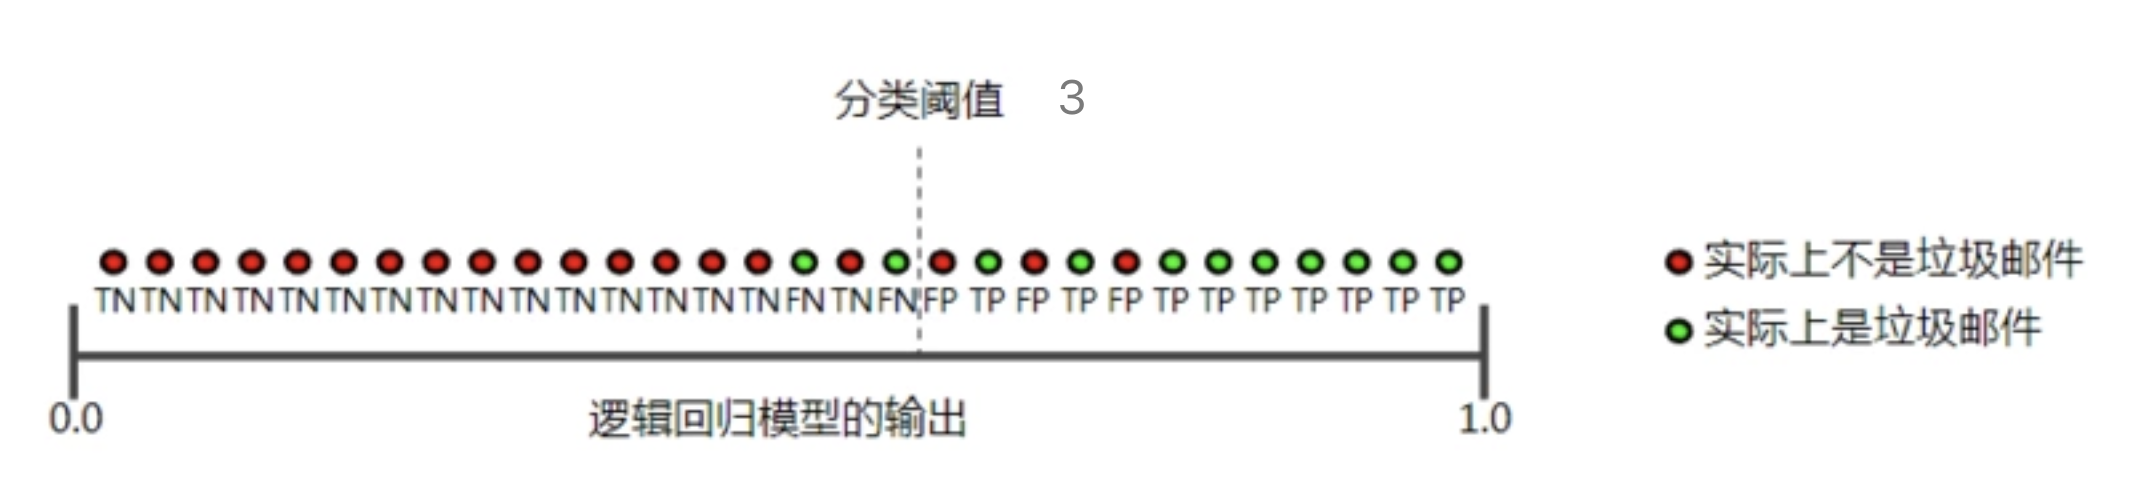 分类阈值 3
TN TN TN TN TN TN TN TN TN TN TN TN TN TN TN FN TN FN FP TP FP TP FP TP TP TP TP TP TP TP
实际上不是垃圾邮件
实际上是垃圾邮件
0.0
逻辑回归模型的输出
1.0